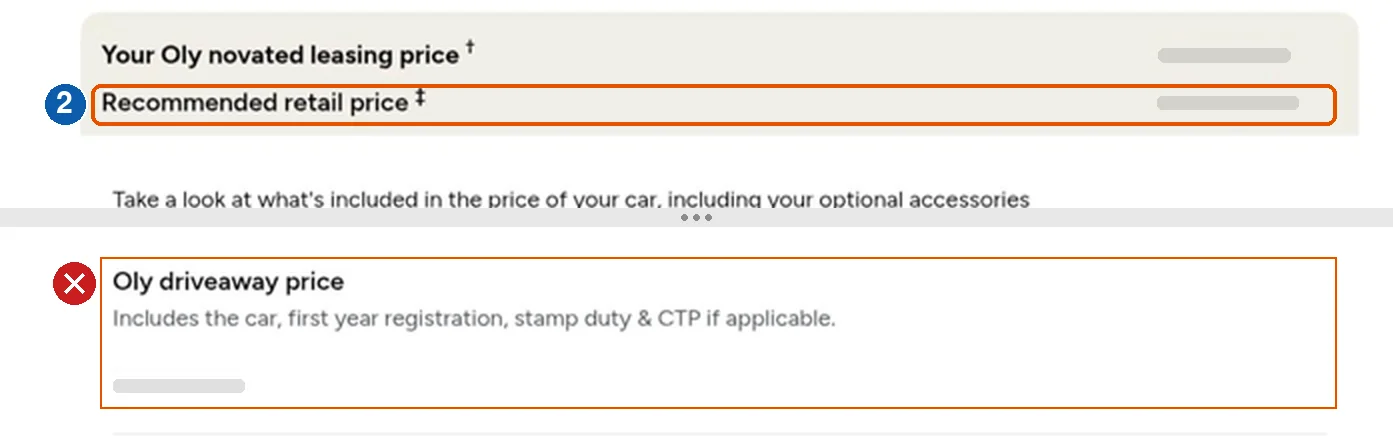 Your Oly novated leasing price †
2
Recommended retail price ‡
Take a look at what's included in the price of your car, including your optional accessories
Oly driveaway price
Includes the car, first year registration, stamp duty & CTP if applicable.